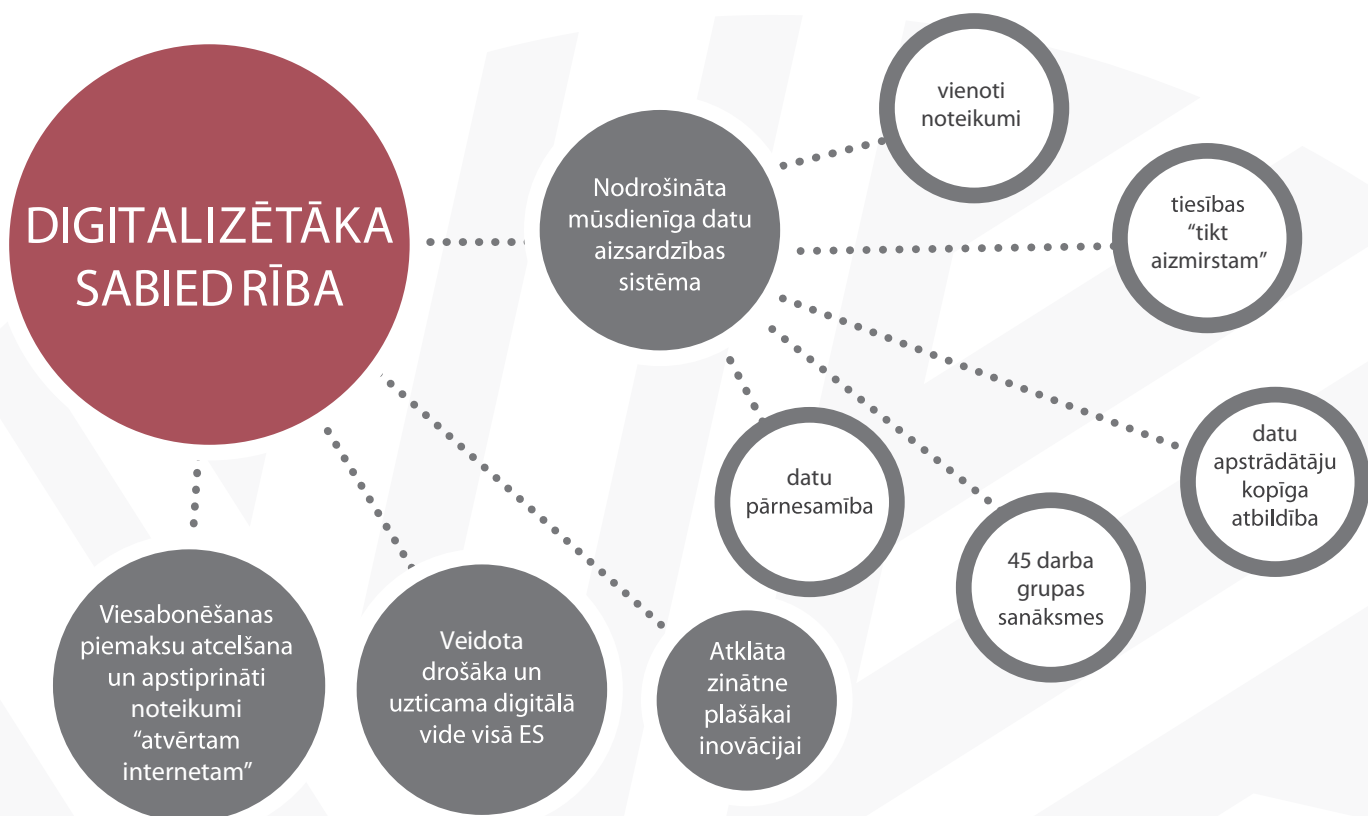 DIGITALIZĒTĀKA
SABIED RĪBA
Nodrošināta
mūsdienīga datu
aizsardzības
sistēma
vienoti
noteikumi
tiesības
“tikt
aizmirstam”
datu
apstrādātāju
kopīga
atbildība
45 darba
grupas
sanāksmes
datu
pārnesamība
Viesabonēšanas
piemaksu atcelšana
un apstiprināti
noteikumi
“atvērtam
internetam”
Veidota
drošāka un
uzticama digitālā
vide visā ES
Atklāta
zinātne
plašākai
inovācijai